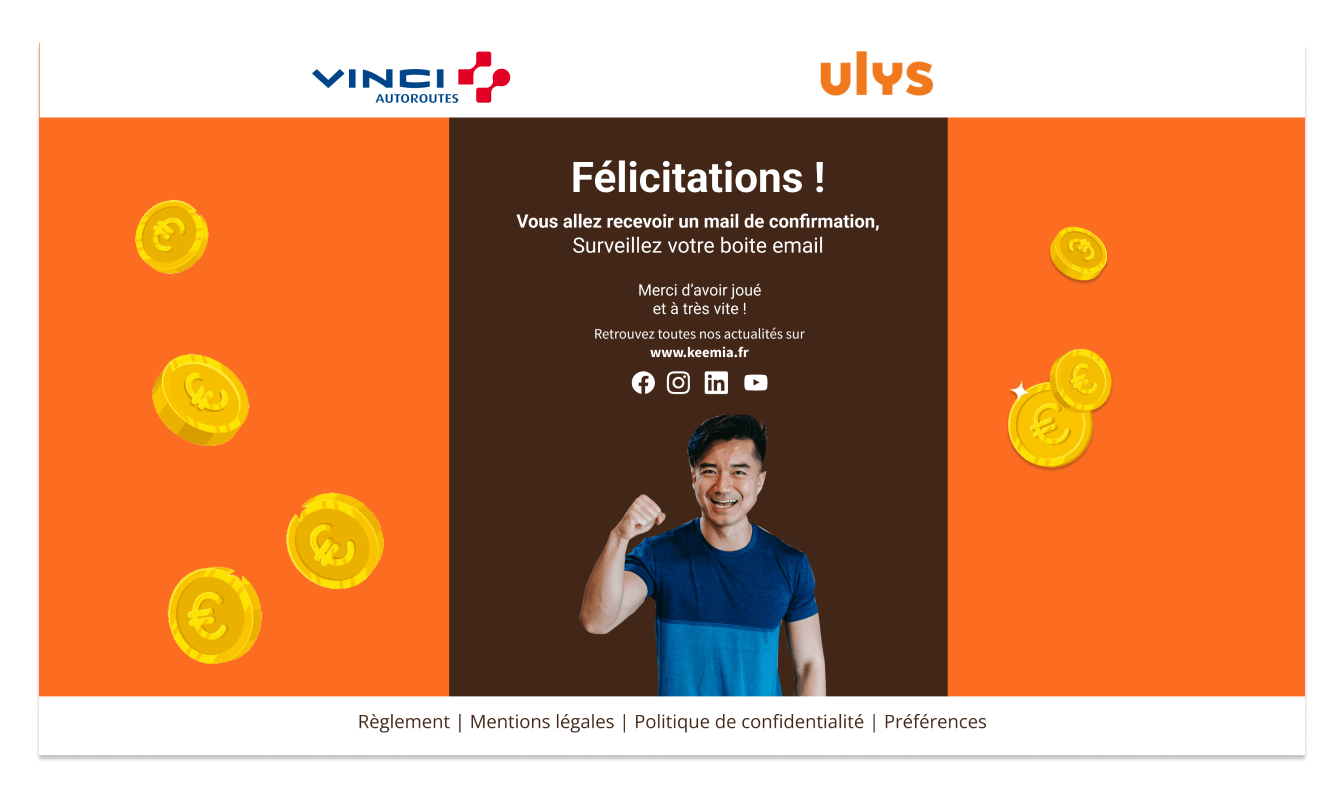 VINCI
AUTOROUTES
ulys
Félicitations !
Vous allez recevoir un mail de confirmation,
Surveillez votre boite email
Merci d'avoir joué
et à très vite !
Retrouvez toutes nos actualités sur
www.keemia.fr
Règlement | Mentions légales | Politique de confidentialité | Préférences